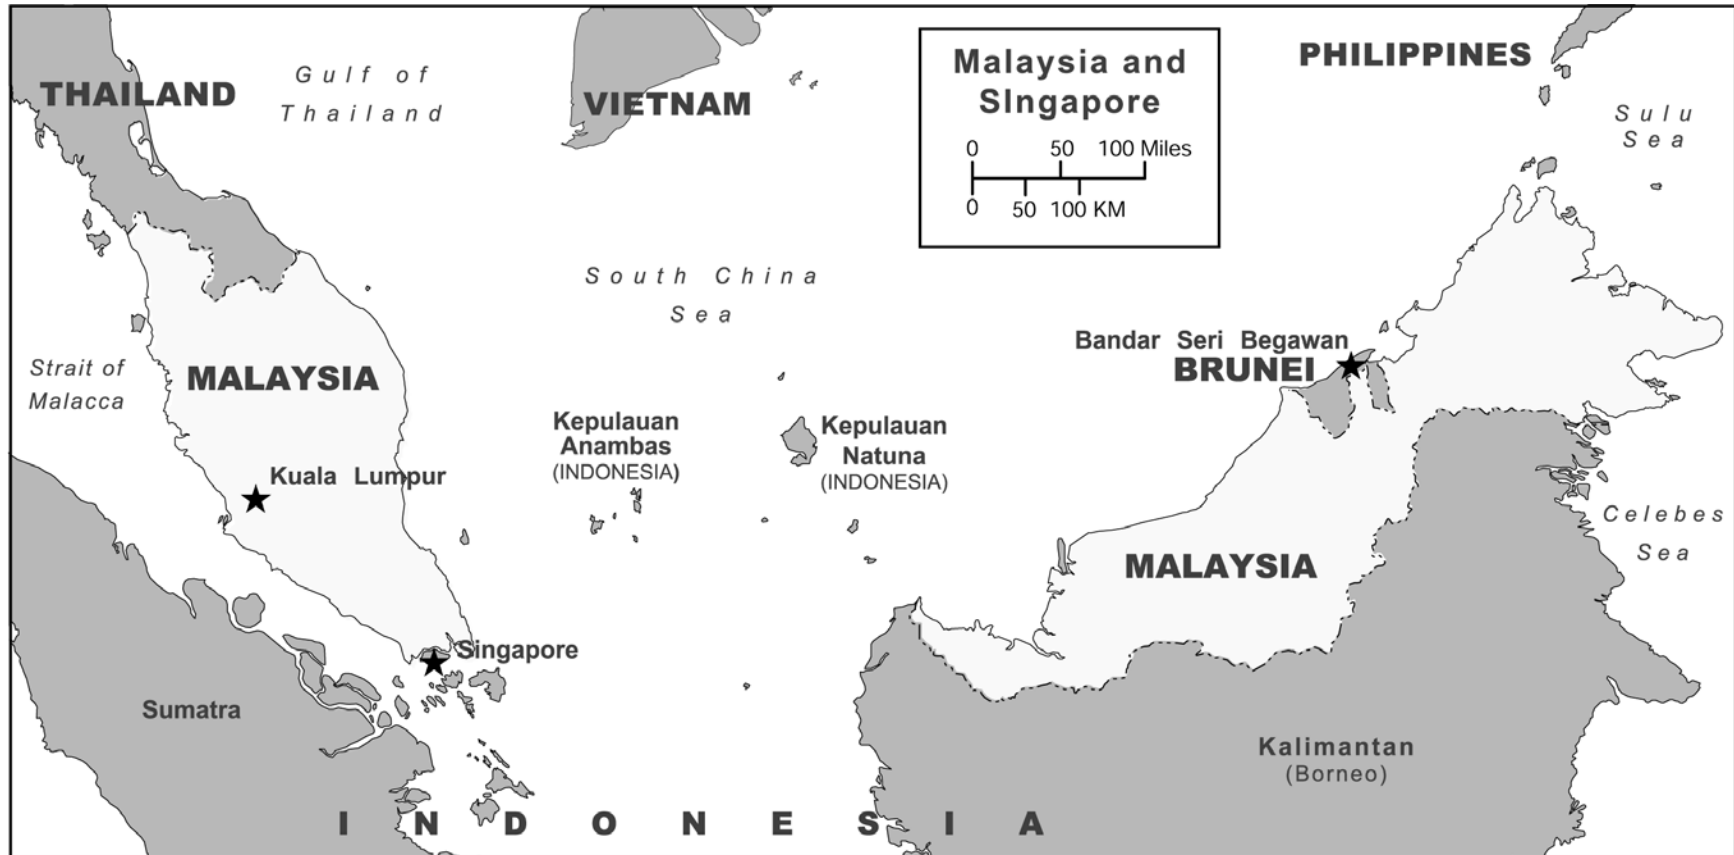 THAILAND
Gulf of
Thailand
VIETNAM
Malaysia and
SIngapore
0 50 100 Miles
0 50 100 KM
PHILIPPINES
Sulu
Sea
South China
Sea
Strait of
Malacca
MALAYSIA
Bandar Seri Begawan
BRUNEI
Kepulauan
Anambas
(INDONESIA)
Kepulauan
Natuna
(INDONESIA)
Kuala Lumpur
Celebes
Sea
MALAYSIA
Singapore
Sumatra
Kalimantan
(Borneo)
INDONESIA